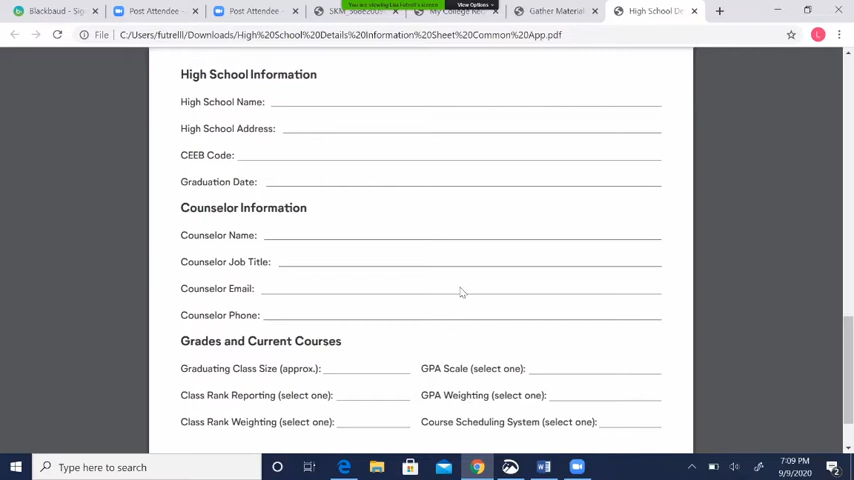 You are viewing Lisa Futrell's screen
View Options
Blackbaud - Sig
Post Attendee -
Post Attendee -
My College
Gather Material
High School De
File
C:/Users/futrelll/Downloads/High%20School%20Details%20Information%20Sheet%20Common%20App.pdf
L
High School Information
High School Name:
High School Address:
CEEB Code:
Graduation Date:
Counselor Information
Counselor Name:
Counselor Job Title:
Counselor Email:
Counselor Phone:
Grades and Current Courses
Graduating Class Size (approx.):
GPA Scale (select one):
Class Rank Reporting (select one):
GPA Weighting (select one):
Class Rank Weighting (select one):
Course Scheduling System (select one):
Type here to search
7:09 PM
9/9/2020
2